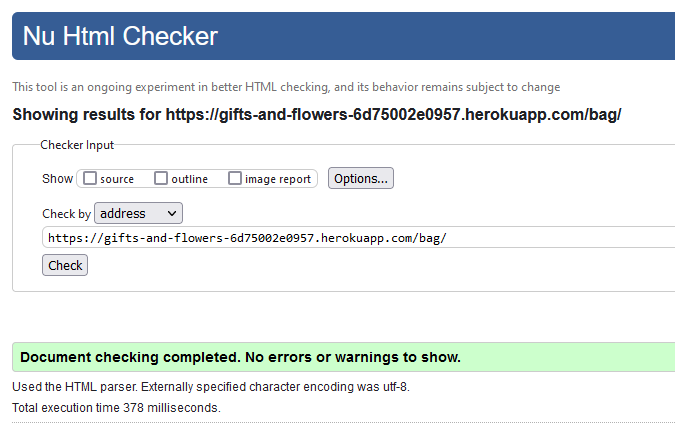 Nu Html Checker
This tool is an ongoing experiment in better HTML checking, and its behavior remains subject to change
Showing results for https://gifts-and-flowers-6d75002e0957.herokuapp.com/bag/
Checker Input
Show source outline image report Options...
Check by address
https://gifts-and-flowers-6d75002e0957.herokuapp.com/bag/
Check
Document checking completed. No errors or warnings to show.
Used the HTML parser. Externally specified character encoding was utf-8.
Total execution time 378 milliseconds.